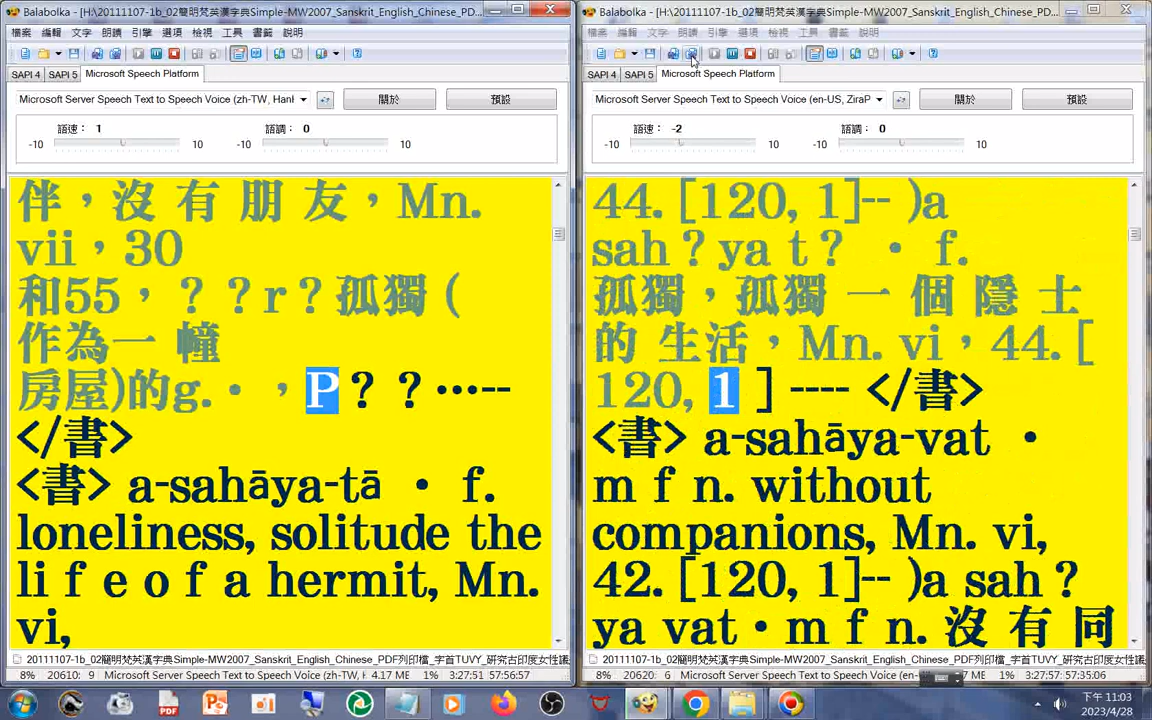 Balabolka - [H:\20111107-1b_02簡明梵英漢字典Simple-MW2007_Sanskrit_English_Chinese_PD...
檔案 編輯 文字 朗讀 引擎 選項 檢視 工具 書籤 說明
SAPI 4 SAPI 5 Microsoft Speech Platform
Microsoft Server Speech Text to Speech Voice (zh-TW, Han 關於 預設
語速： 1 語調： 0
-10 10 -10 10
伴，沒 有 朋 友，Mn.
vii，30
和55，？？r？孤獨（
作為一 幢
房屋)的g.‧，P？？…--
</書>
<書> a-sahāya-tā ‧ f.
loneliness, solitude the
li f e o f a hermit, Mn.
vi,
20111107-1b_02簡明梵英漢字典Simple-MW2007_Sanskrit_English_Chinese_PDF列印檔_字首TUVY_研究古印度女性議
8% 20610: 9 Microsoft Server Speech Text to Speech Voice (zh-TW, H 4.17 MB 1% 3:27:51 57:56:57
Balabolka - [H:\20111107-1b_02簡明梵英漢字典Simple-MW2007_Sanskrit_English_Chinese_PD...
檔案 編輯 文字 朗讀 引擎 選項 檢視 工具 書籤 說明
SAPI 4 SAPI 5 Microsoft Speech Platform
Microsoft Server Speech Text to Speech Voice (en-US, ZiraP 關於 預設
語速： -2 語調： 0
-10 10 -10 10
44. [120, 1]-- )a
sah？ya t？ ‧ f.
孤獨，孤獨 一 個 隱 士
的 生活，Mn. vi，44. [
120, 1 ] ---- </書>
<書> a-sahāya-vat ‧
m f n. without
companions, Mn. vi,
42. [120, 1]-- )a sah？
ya vat‧m f n. 沒 有 同
20111107-1b_02簡明梵英漢字典Simple-MW2007_Sanskrit_English_Chinese_PDF列印檔_字首TUVY_研究古印度女性議
8% 20620: 6 Microsoft Server Speech Text to Speech Voice (en- 1% 3:27:58 57:35:06
下午 11:03
2023/4/28